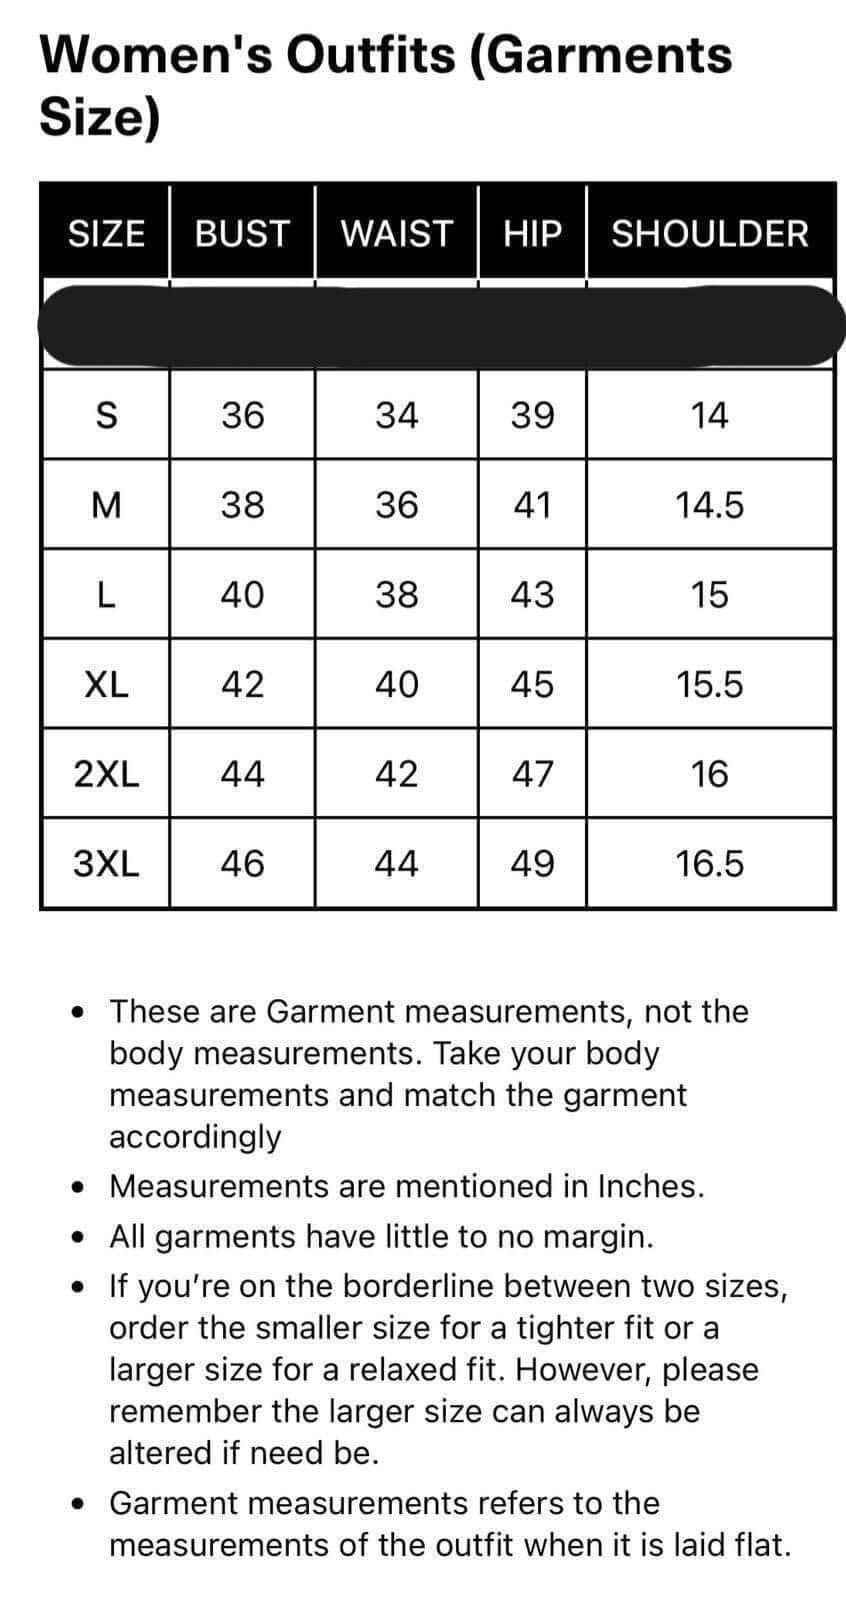 Women's Outfits (Garments
Size)
SIZE BUST WAIST HIP SHOULDER
S 36 34 39 14
M 38 36 41 14.5
L 40 38 43 15
XL 42 40 45 15.5
2XL 44 42 47 16
3XL 46 44 49 16.5
• These are Garment measurements, not the
body measurements. Take your body
measurements and match the garment
accordingly
• Measurements are mentioned in Inches.
• All garments have little to no margin.
• If you’re on the borderline between two sizes,
order the smaller size for a tighter fit or a
larger size for a relaxed fit. However, please
remember the larger size can always be
altered if need be.
• Garment measurements refers to the
measurements of the outfit when it is laid flat.